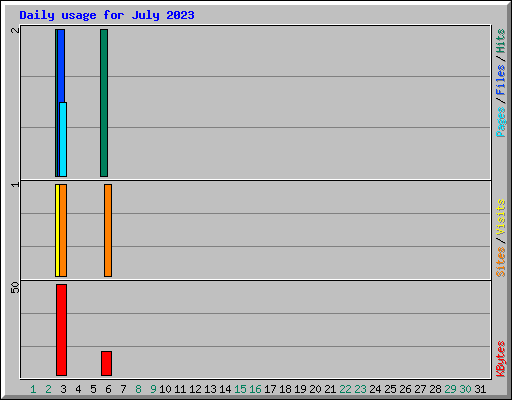 Daily usage for July 2023
2
1
50
Pages / Files / Hits
Sites / Visits
KBytes
1 2 3 4 5 6 7 8 9 10 11 12 13 14 15 16 17 18 19 20 21 22 23 24 25 26 27 28 29 30 31